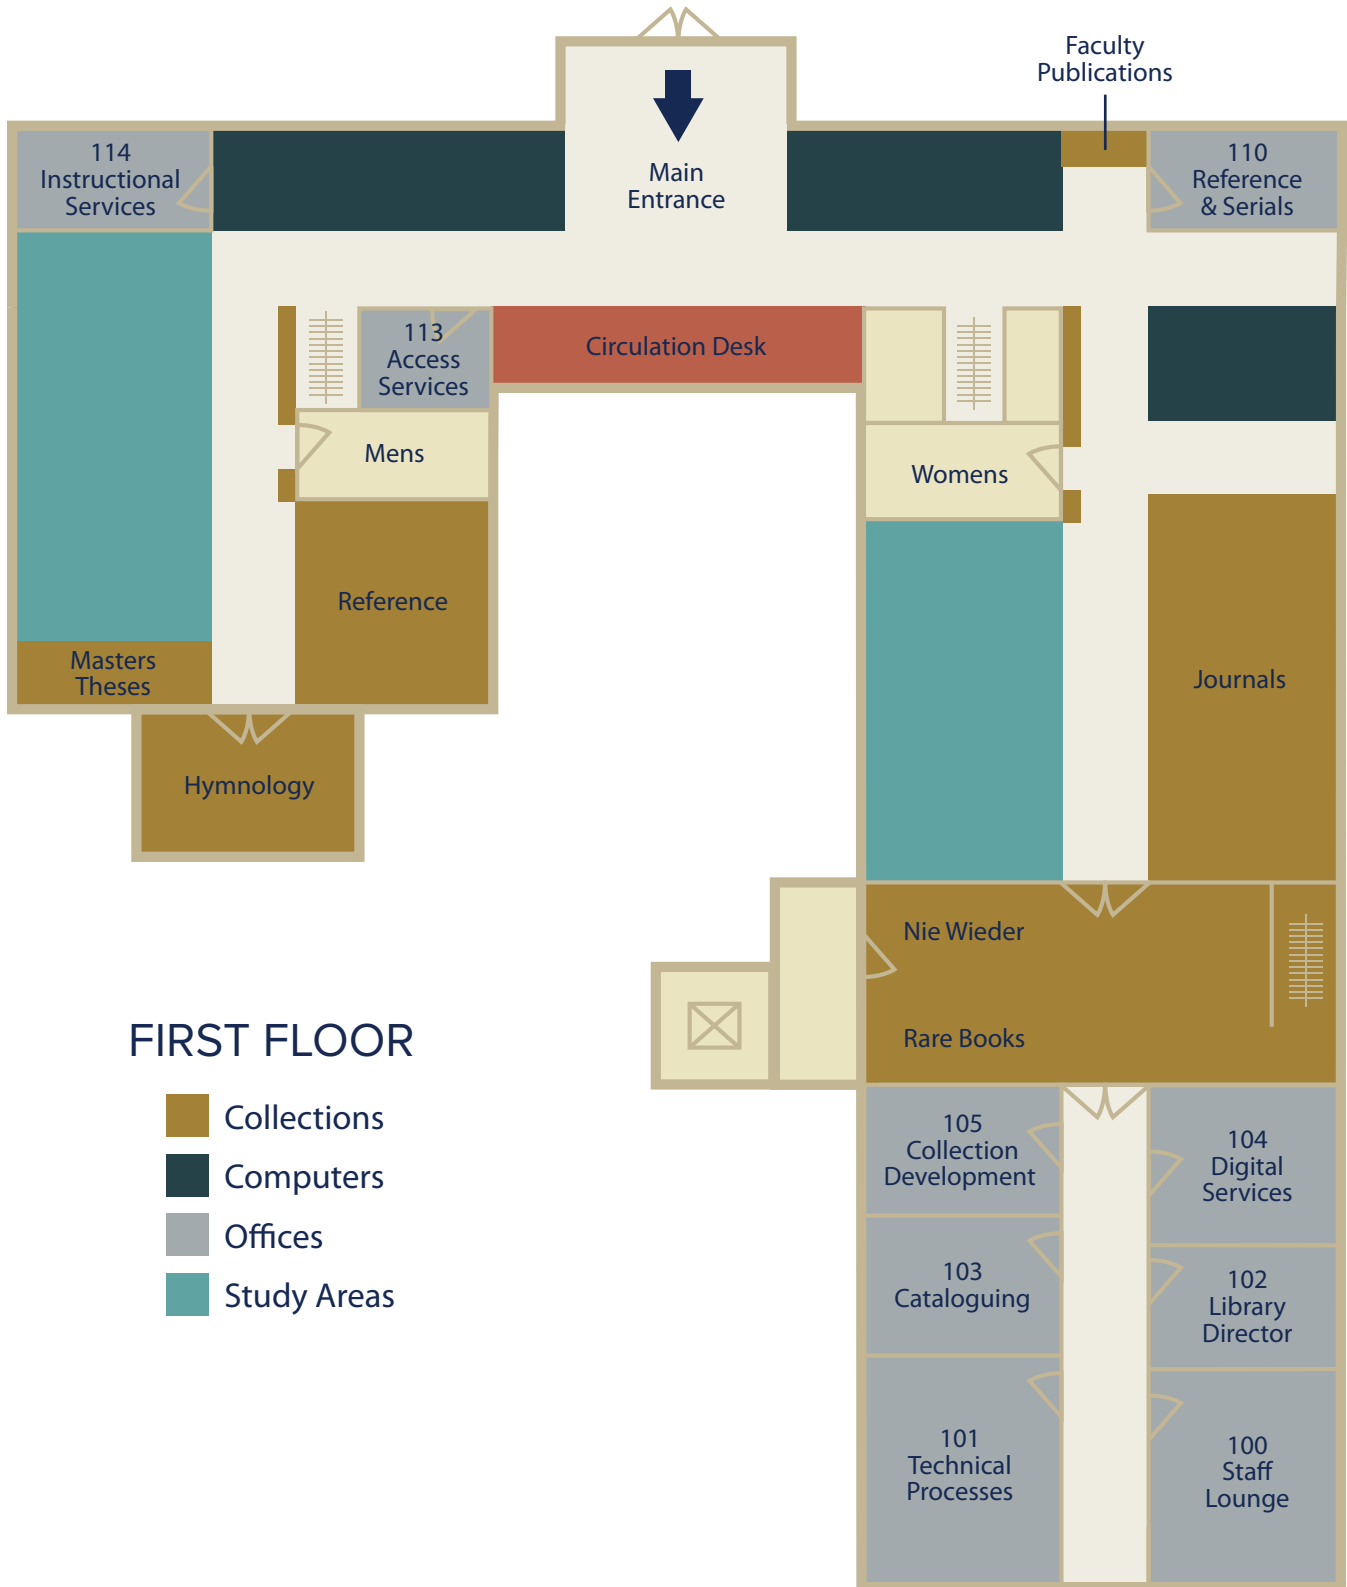 Faculty
Publications
114
Instructional
Services
Main
Entrance
110
Reference
& Serials
113
Access
Services
Circulation Desk
Mens
Womens
Reference
Masters
Theses
Journals
Hymnology
Nie Wieder
Rare Books
FIRST FLOOR
Collections
Computers
Offices
Study Areas
105
Collection
Development
104
Digital
Services
103
Cataloguing
102
Library
Director
101
Technical
Processes
100
Staff
Lounge